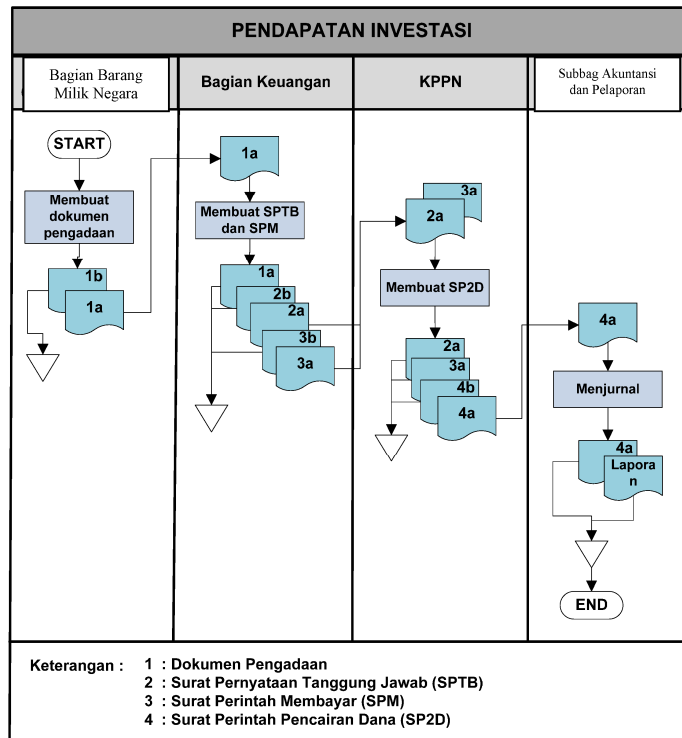 PENDAPATAN INVESTASI
Bagian Barang
Milik Negara
Bagian Keuangan
KPPN
Subbag Akuntansi
dan Pelaporan
START
Membuat
dokumen
pengadaan
1b
1a
1a
Membuat SPTB
dan SPM
1a
2b
2a
3b
3a
3a
2a
Membuat SP2D
2a
3a
4b
4a
4a
Menjurnal
4a
Lapora
n
END
Keterangan :
1 : Dokumen Pengadaan
2 : Surat Pernyataan Tanggung Jawab (SPTB)
3 : Surat Perintah Membayar (SPM)
4 : Surat Perintah Pencairan Dana (SP2D)